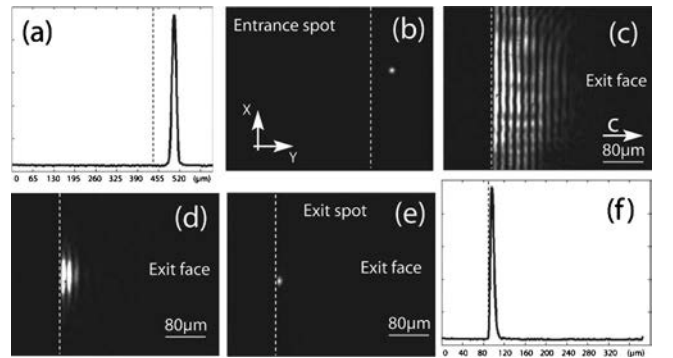 (a)
0 65 130 195 260 325 390 455 520 (µm)
Entrance spot
(b)
X
Y
(c)
Exit face
C
80µm
(d)
Exit face
80µm
Exit spot
(e)
Exit face
80µm
(f)
0 40 80 120 160 200 240 280 320 (µm)